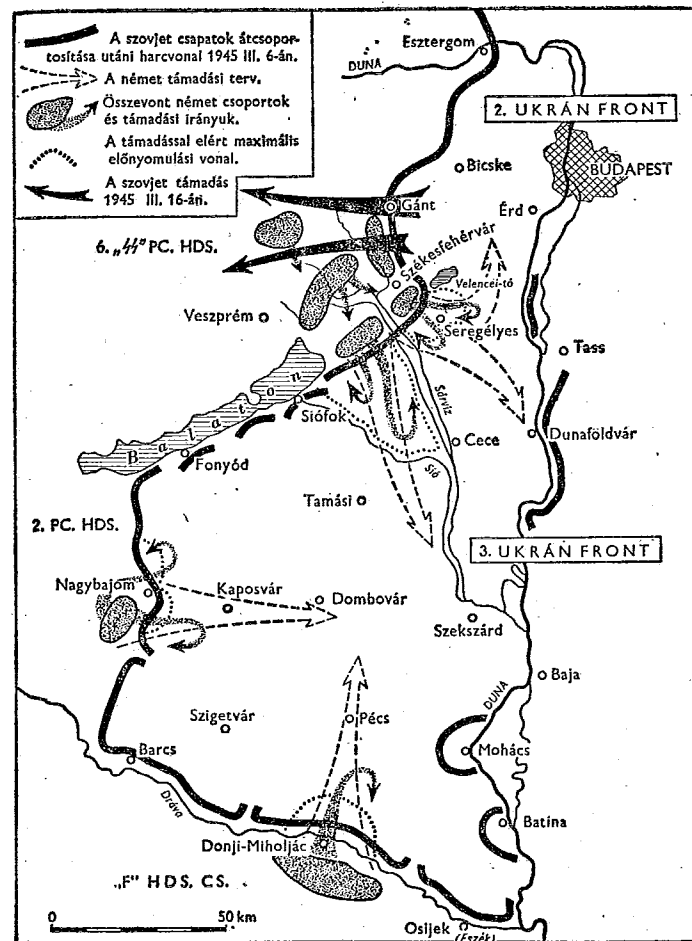 A szovjet csapatok átcsopor-
tosítása utáni harcvonal 1945 III. 6-án.
A német támadási terv.
Összevont német csoportok
és támadási irányuk.
A támadással elért maximális
előnyomulási vonal.
A szovjet támadás
1945 III. 16-án.
Esztergom
DUNA
2. UKRÁN FRONT
BUDAPEST
Bicske
Gánt
Érd
6. „SS” PC. HDS.
Székesfehérvár
Velencei-tó
Veszprém
Seregélyes
Tass
Balaton
Siófok
Sárvíz
Dunaföldvár
Cece
Fonyód
Sió
Tamási
2. PC. HDS.
3. UKRÁN FRONT
Nagybajom
Kaposvár
Dombovár
Szekszárd
Baja
DUNA
Szigetvár
Pécs
Mohács
Barcs
Dráva
Batina
Donji-Miholjác
„F” HDS. CS.
0 50 km
Osijek
(Eszék)